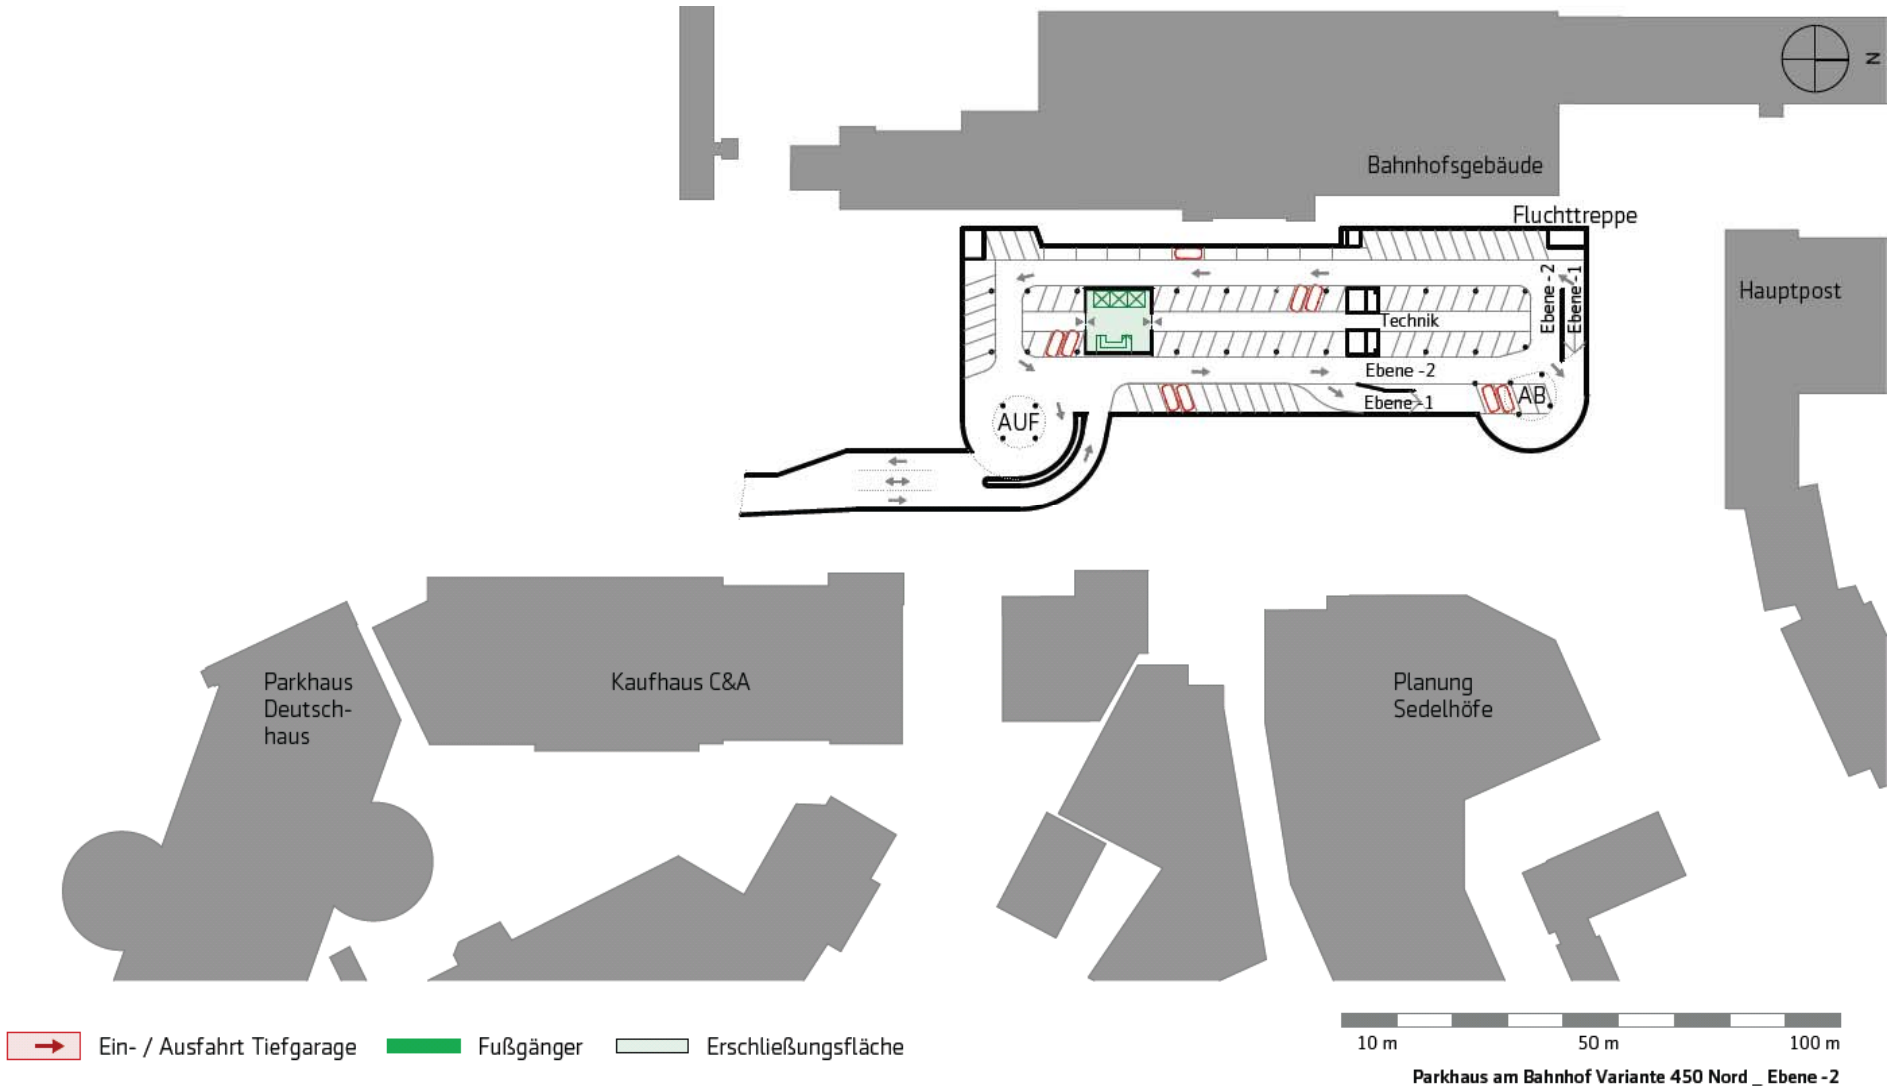 N
Bahnhofsgebäude
Fluchttreppe
Hauptpost
Ebene -2
Ebene -1
Technik
Ebene -2
Ebene -1
AUF
AB
Parkhaus
Deutsch-
haus
Kaufhaus C&A
Planung
Sedelhöfe
Ein- / Ausfahrt Tiefgarage
Fußgänger
Erschließungsfläche
10 m
50 m
100 m
Parkhaus am Bahnhof Variante 450 Nord _ Ebene -2